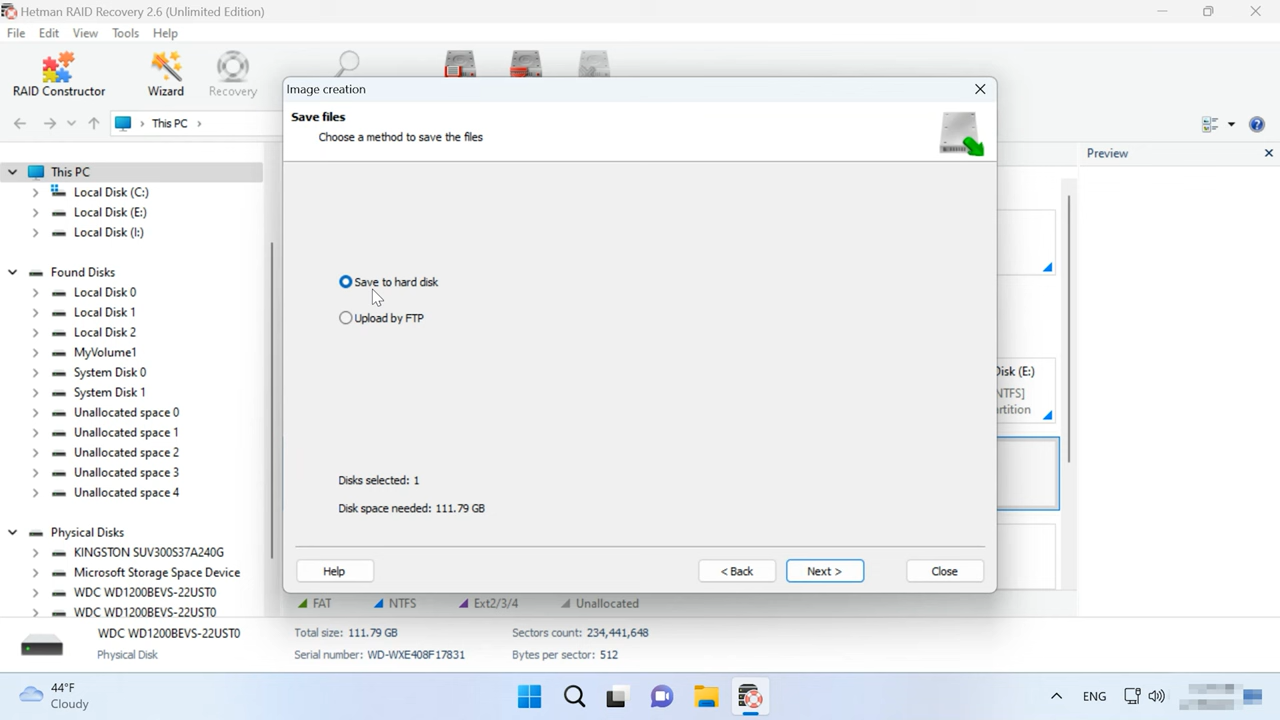 Hetman RAID Recovery 2.6 (Unlimited Edition)
File Edit View Tools Help
RAID Constructor Wizard Recovery
This PC
Image creation
Save files
Choose a method to save the files
Preview
This PC
Local Disk (C:)
Local Disk (E:)
Local Disk (I:)
Found Disks
Local Disk 0
Local Disk 1
Local Disk 2
MyVolume1
System Disk 0
System Disk 1
Unallocated space 0
Unallocated space 1
Unallocated space 2
Unallocated space 3
Unallocated space 4
Physical Disks
KINGSTON SUV300S37A240G
Microsoft Storage Space Device
WDC WD1200BEVS-22UST0
WDC WD1200BEVS-22UST0
Save to hard disk
Upload by FTP
Disks selected: 1
Disk space needed: 111.79 GB
Disk (E:)
NTFS]
rtition
Help < Back Next > Close
FAT NTFS Ext2/3/4 Unallocated
WDC WD1200BEVS-22UST0 Total size: 111.79 GB Sectors count: 234,441,648
Physical Disk Serial number: WD-WXE408F17831 Bytes per sector: 512
44°F
Cloudy
ENG